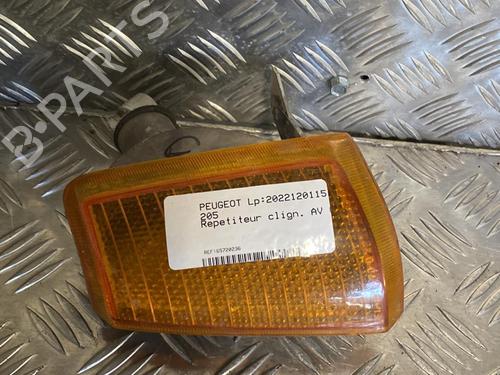 B-PARTS
PEUGEOT Lp:2022120115
205
Repetiteur clign. AV
REF:65720236